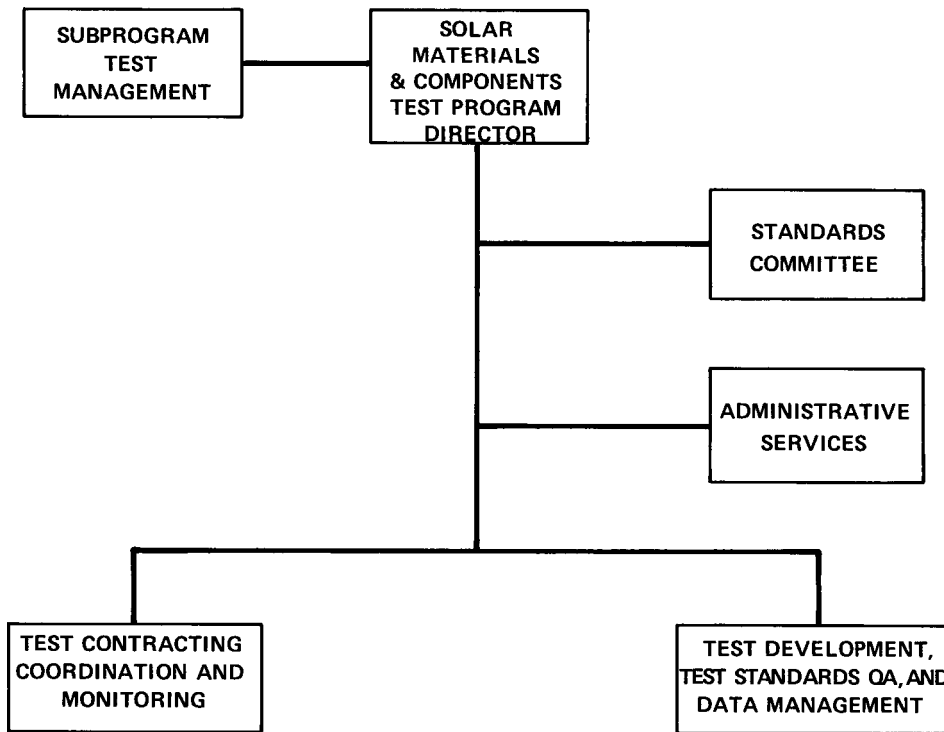 SUBPROGRAM
TEST
MANAGEMENT
SOLAR
MATERIALS
& COMPONENTS
TEST PROGRAM
DIRECTOR
STANDARDS
COMMITTEE
ADMINISTRATIVE
SERVICES
TEST CONTRACTING
COORDINATION AND
MONITORING
TEST DEVELOPMENT,
TEST STANDARDS QA, AND
DATA MANAGEMENT